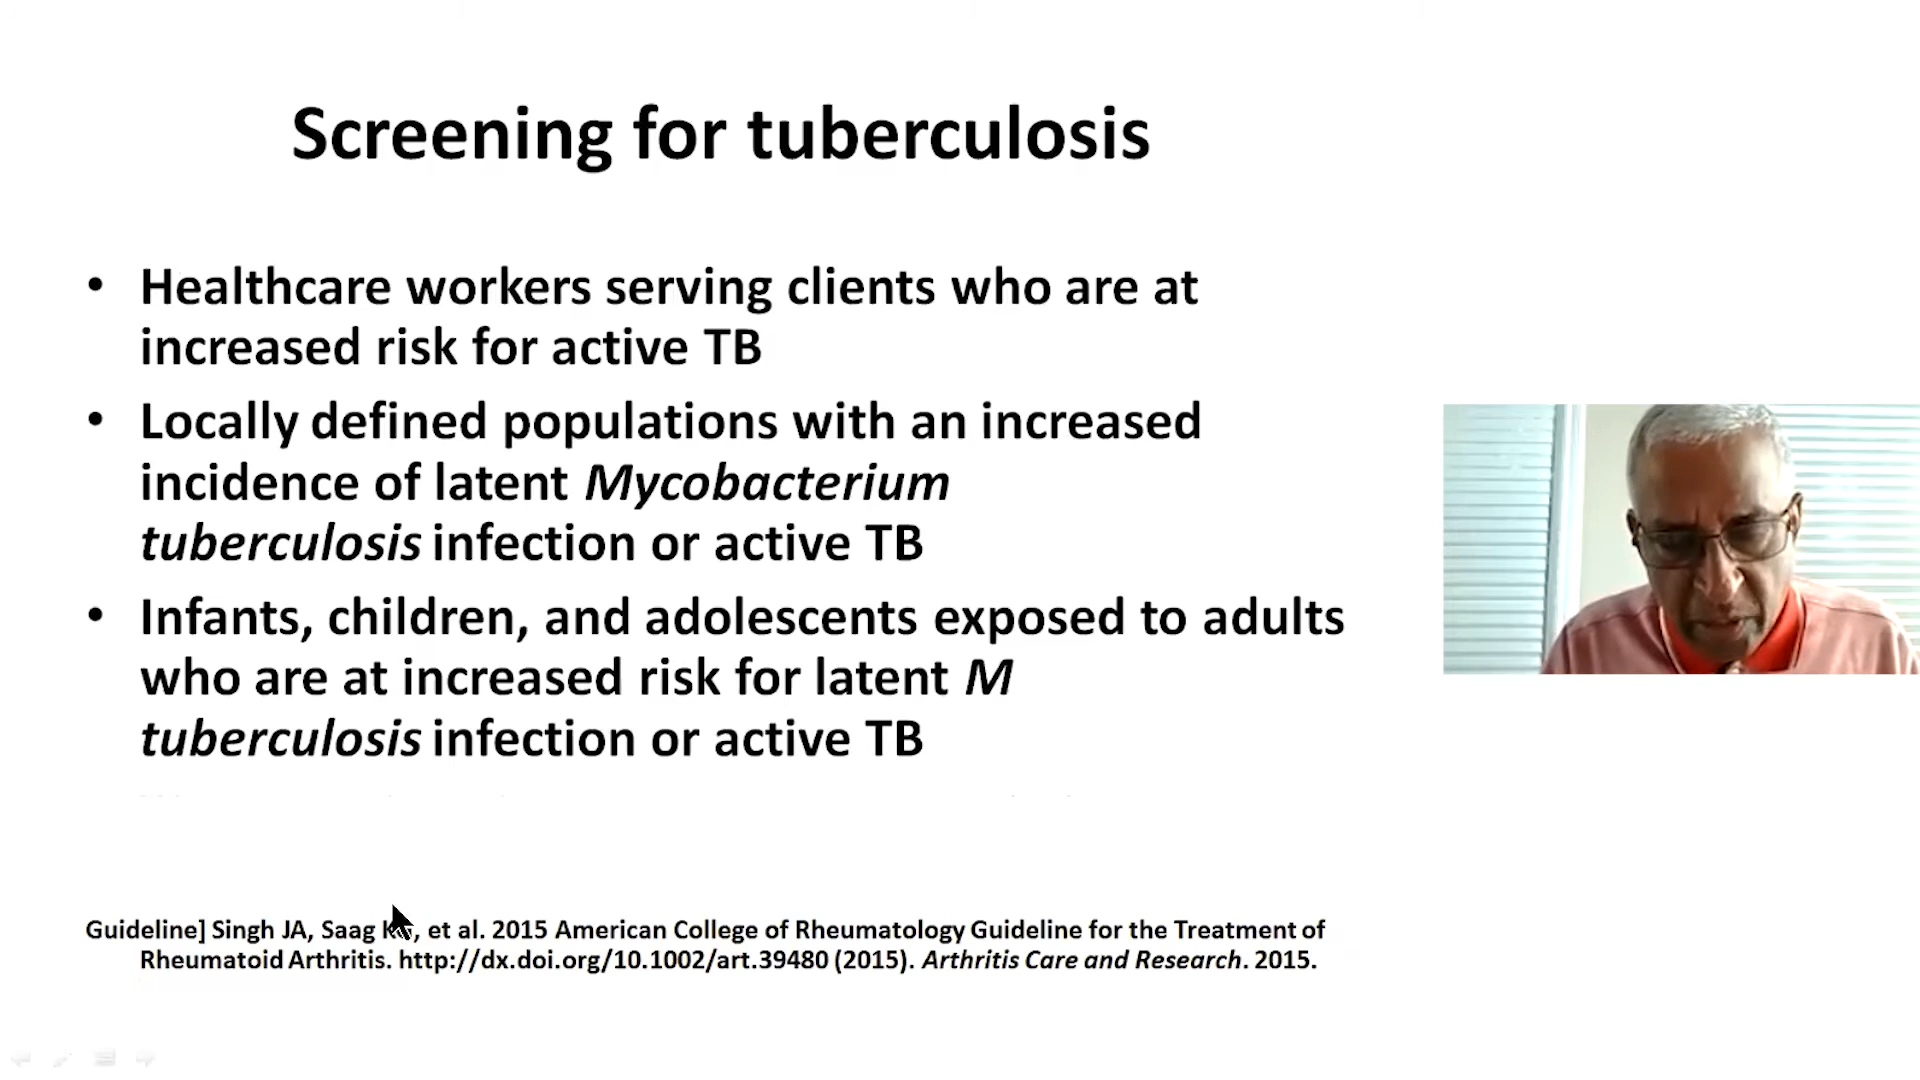 Screening for tuberculosis
• Healthcare workers serving clients who are at
increased risk for active TB
• Locally defined populations with an increased
incidence of latent Mycobacterium
tuberculosis infection or active TB
• Infants, children, and adolescents exposed to adults
who are at increased risk for latent M
tuberculosis infection or active TB
Guideline] Singh JA, Saag et al. 2015 American College of Rheumatology Guideline for the Treatment of
Rheumatoid Arthritis. http://dx.doi.org/10.1002/art.39480 (2015). Arthritis Care and Research. 2015.